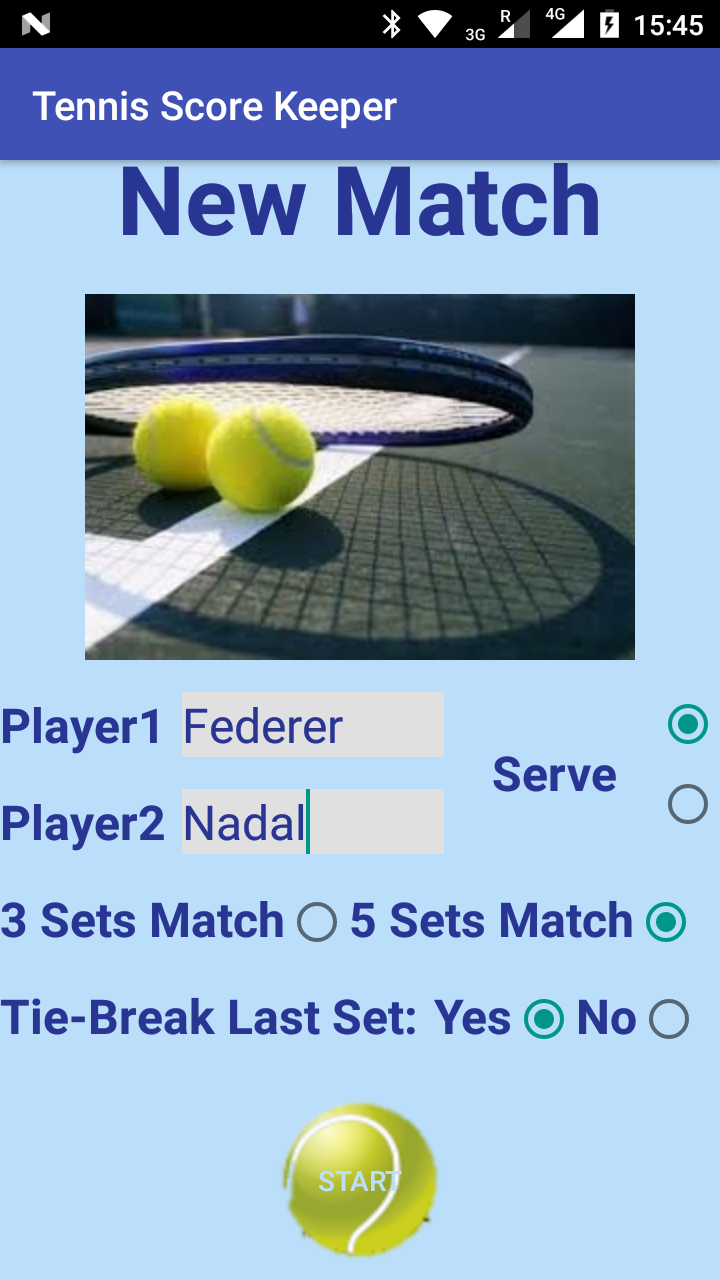 3G R 4G 15:45
Tennis Score Keeper
New Match
Player1 Federer
Serve
Player2 Nadal
3 Sets Match 5 Sets Match
Tie-Break Last Set: Yes No
START